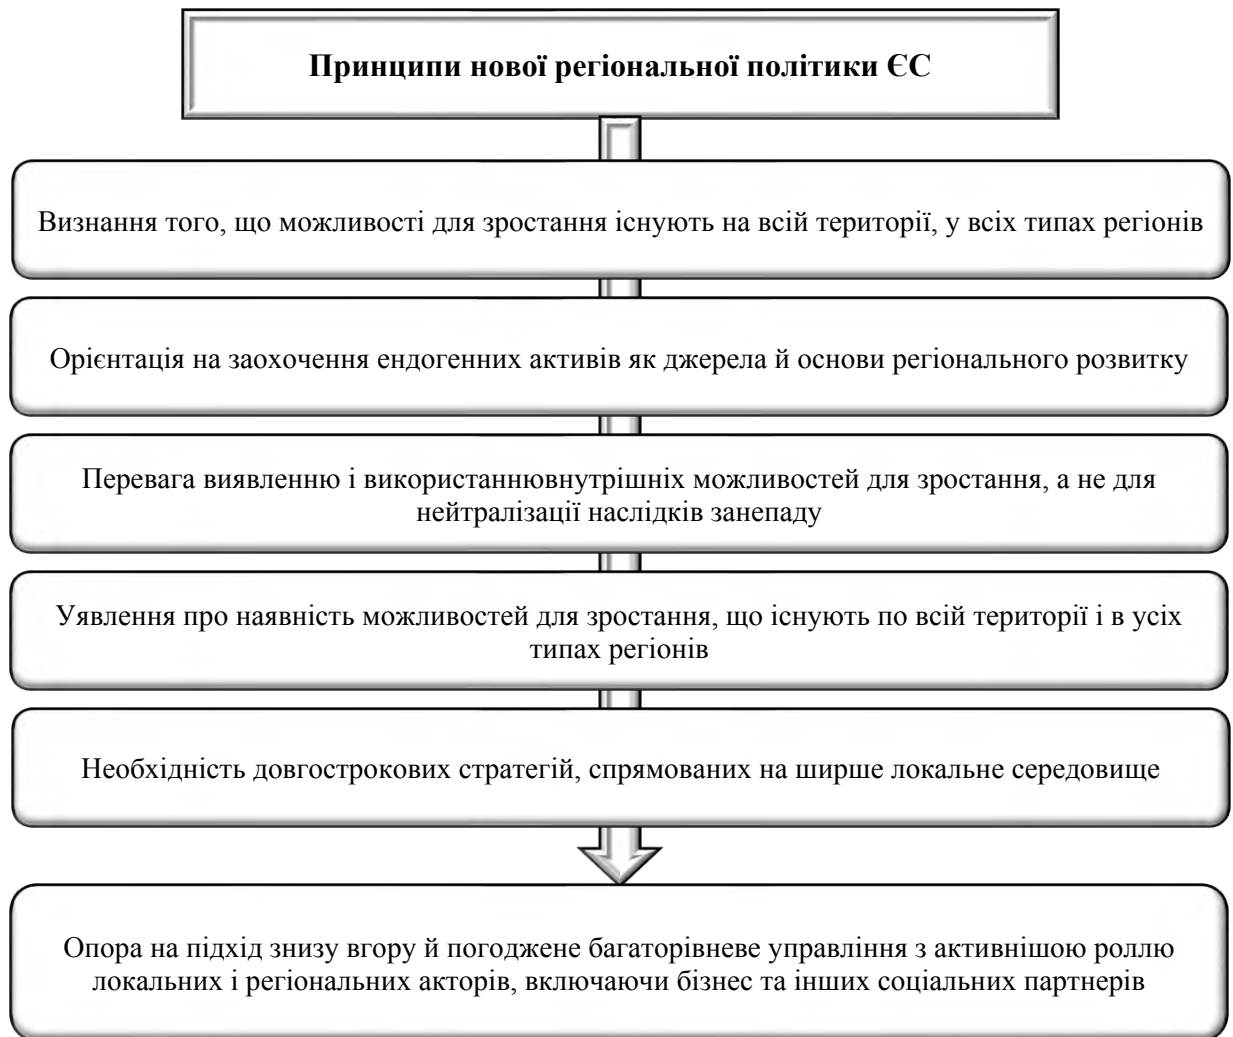 Принципи нової регіональної політики ЄС
Визнання того, що можливості для зростання існують на всій території, у всіх типах регіонів
Орієнтація на заохочення ендогенних активів як джерела й основи регіонального розвитку
Перевага виявленню і використаннювнутрішніх можливостей для зростання, а не для
нейтралізації наслідків занепаду
Уявлення про наявність можливостей для зростання, що існують по всій території і в усіх
типах регіонів
Необхідність довгострокових стратегій, спрямованих на ширше локальне середовище
Опора на підхід знизу вгору й погоджене багаторівневе управління з активнішою роллю
локальних і регіональних акторів, включаючи бізнес та інших соціальних партнерів